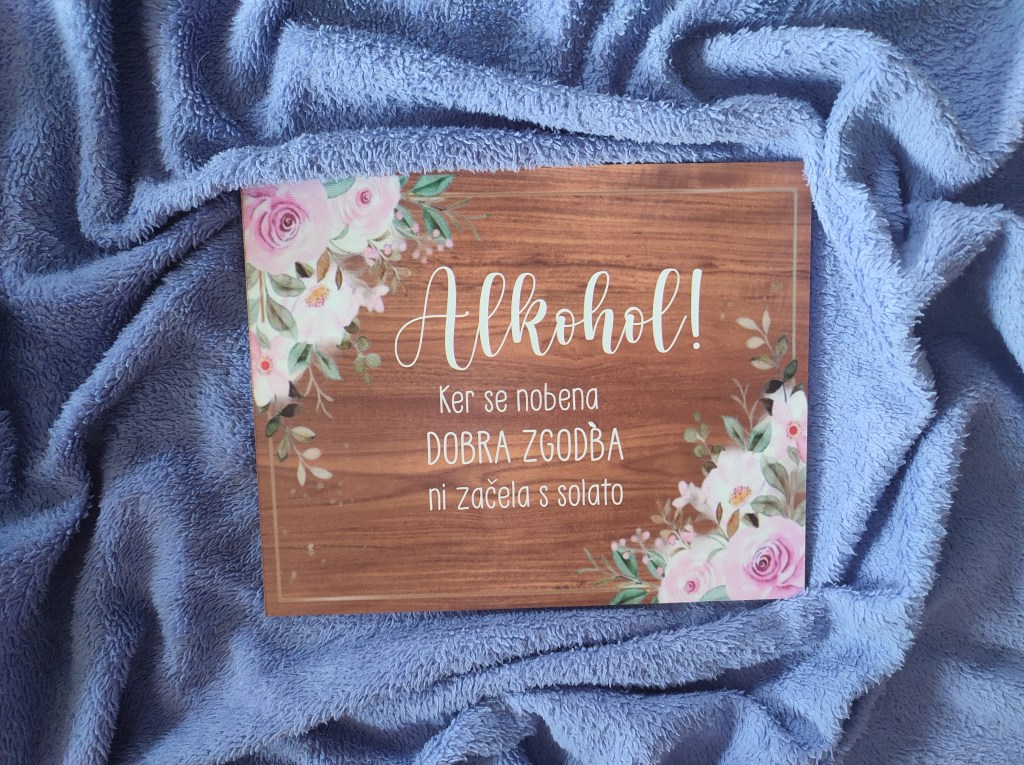 Alkohol!
Ker se nobena
DOBRA ZGODBA
ni začela s solato